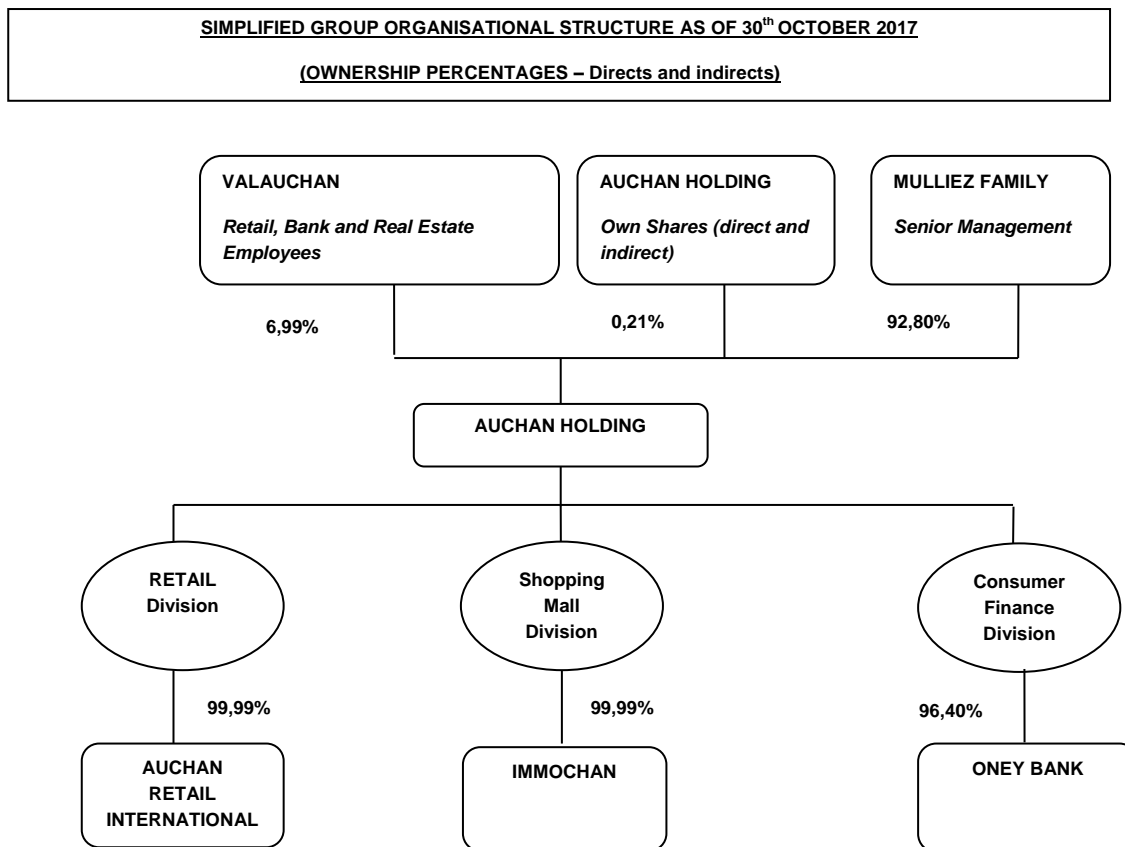 SIMPLIFIED GROUP ORGANISATIONAL STRUCTURE AS OF 30th OCTOBER 2017
(OWNERSHIP PERCENTAGES – Directs and indirects)
VALAUCHAN
Retail, Bank and Real Estate
Employees
AUCHAN HOLDING
Own Shares (direct and
indirect)
MULLIEZ FAMILY
Senior Management
6,99%
0,21%
92,80%
AUCHAN HOLDING
RETAIL
Division
Shopping
Mall
Division
Consumer
Finance
Division
99,99%
99,99%
96,40%
AUCHAN
RETAIL
INTERNATIONAL
IMMOCHAN
ONEY BANK